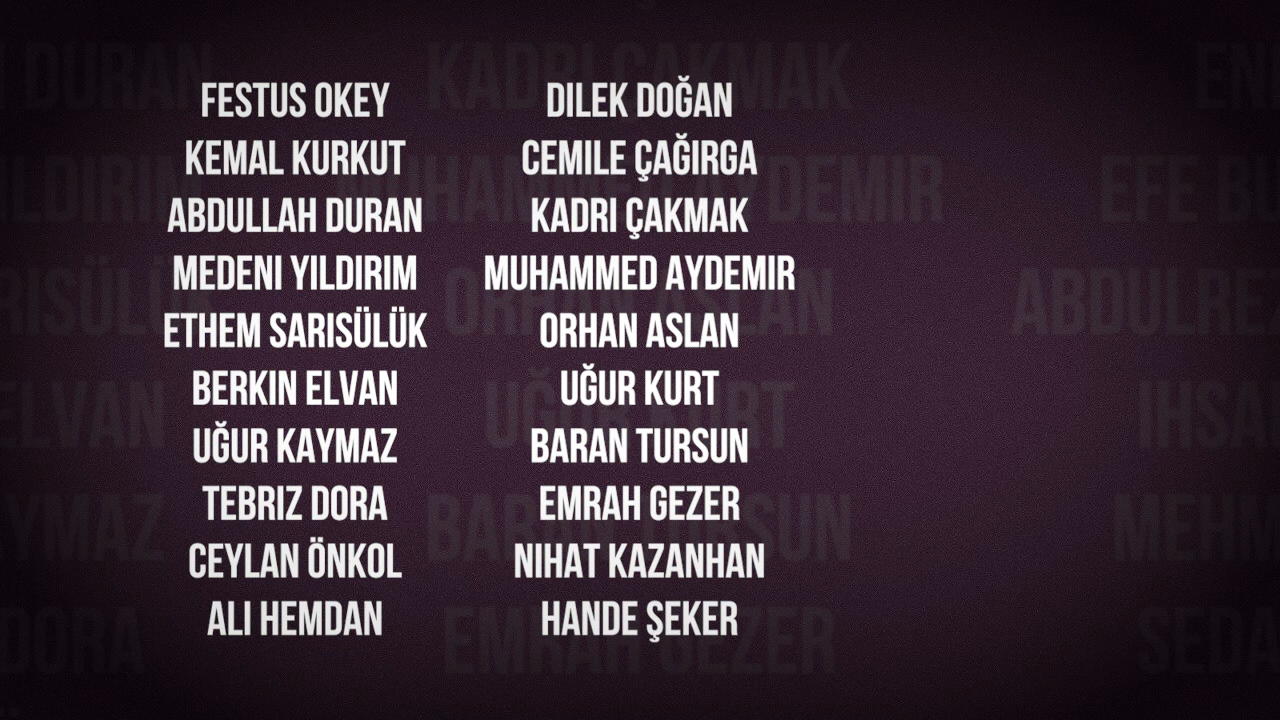 FESTUS OKEY
KEMAL KURKUT
ABDULLAH DURAN
MEDENI YILDIRIM
ETHEM SARISÜLÜK
BERKIN ELVAN
UĞUR KAYMAZ
TEBRIZ DORA
CEYLAN ÖNKOL
ALI HEMDAN
DILEK DOĞAN
CEMILE ÇAĞIRGA
KADRI ÇAKMAK
MUHAMMED AYDEMIR
ORHAN ASLAN
UĞUR KURT
BARAN TURSUN
EMRAH GEZER
NIHAT KAZANHAN
HANDE ŞEKER